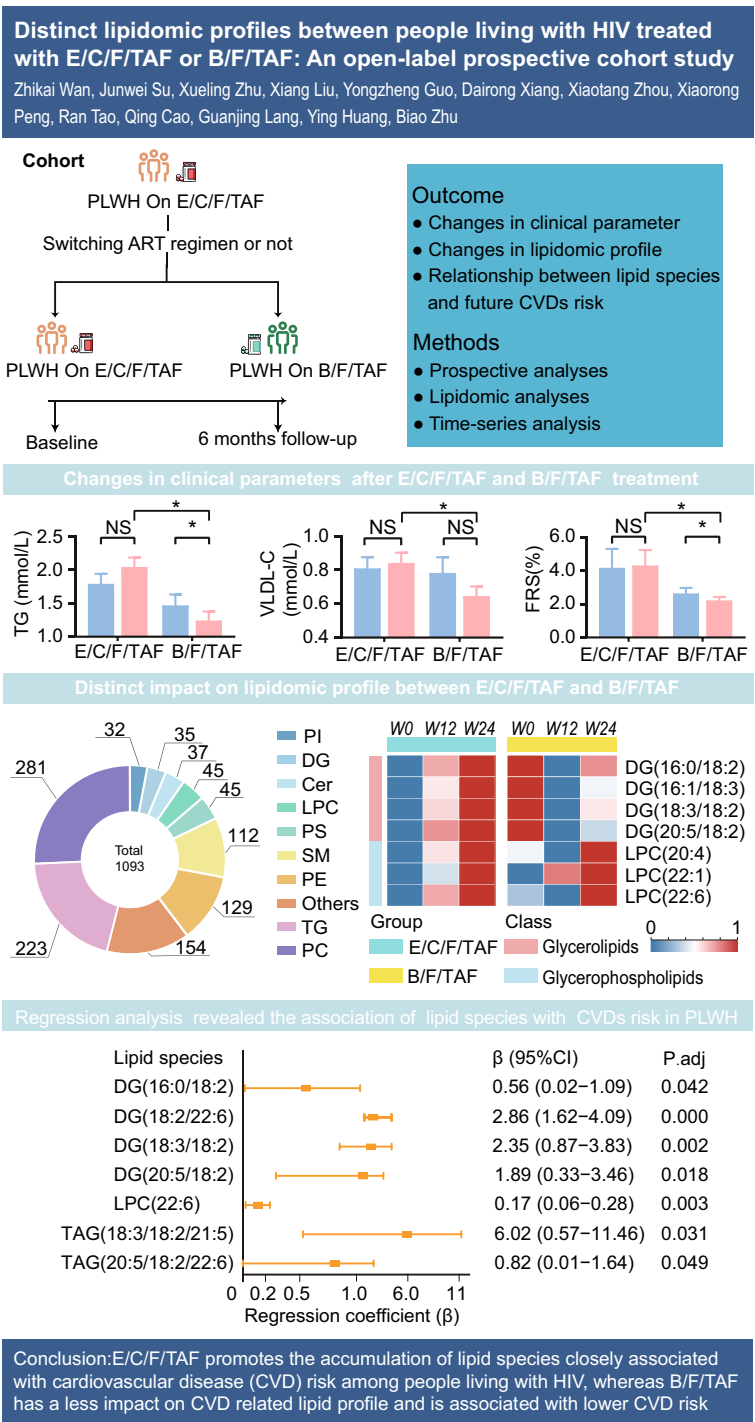 Distinct lipidomic profiles between people living with HIV treated
with E/C/F/TAF or B/F/TAF: An open-label prospective cohort study
Zhikai Wan, Junwei Su, Xueling Zhu, Xiang Liu, Yongzheng Guo, Dairong Xiang, Xiaotang Zhou, Xiaorong
Peng, Ran Tao, Qing Cao, Guanjing Lang, Ying Huang, Biao Zhu
Cohort
PLWH On E/C/F/TAF
Switching ART regimen or not
PLWH On E/C/F/TAF
PLWH On B/F/TAF
Baseline
6 months follow-up
Outcome
● Changes in clinical parameter
● Changes in lipidomic profile
● Relationship between lipid species
and future CVDs risk
Methods
● Prospective analyses
● Lipidomic analyses
● Time-series analysis
Changes in clinical parameters after E/C/F/TAF and B/F/TAF treatment
TG (mmol/L)
2.5
2.0
1.5
1.0
NS
*
*
E/C/F/TAF
B/F/TAF
VLDL-C
(mmol/L)
1.0
0.8
0.6
0.4
NS
*
NS
E/C/F/TAF
B/F/TAF
FRS(%)
6.0
4.0
2.0
0.0
NS
*
*
E/C/F/TAF
B/F/TAF
Distinct impact on lipidomic profile between E/C/F/TAF and B/F/TAF
32
35
37
45
45
112
129
154
223
281
Total
1093
PI
DG
Cer
LPC
PS
SM
PE
Others
TG
PC
W0 W12 W24
W0 W12 W24
DG(16:0/18:2)
DG(16:1/18:3)
DG(18:3/18:2)
DG(20:5/18:2)
LPC(20:4)
LPC(22:1)
LPC(22:6)
Group
E/C/F/TAF
B/F/TAF
Class
Glycerolipids
Glycerophospholipids
0 1
Regression analysis revealed the association of lipid species with CVDs risk in PLWH
Lipid species β (95%CI) P.adj
DG(16:0/18:2) 0.56 (0.02−1.09) 0.042
DG(18:2/22:6) 2.86 (1.62−4.09) 0.000
DG(18:3/18:2) 2.35 (0.87−3.83) 0.002
DG(20:5/18:2) 1.89 (0.33−3.46) 0.018
LPC(22:6) 0.17 (0.06−0.28) 0.003
TAG(18:3/18:2/21:5) 6.02 (0.57−11.46) 0.031
TAG(20:5/18:2/22:6) 0.82 (0.01−1.64) 0.049
0 0.2 0.5 1.0 6.0 11
Regression coefficient (β)
Conclusion:E/C/F/TAF promotes the accumulation of lipid species closely associated
with cardiovascular disease (CVD) risk among people living with HIV, whereas B/F/TAF
has a less impact on CVD related lipid profile and is associated with lower CVD risk